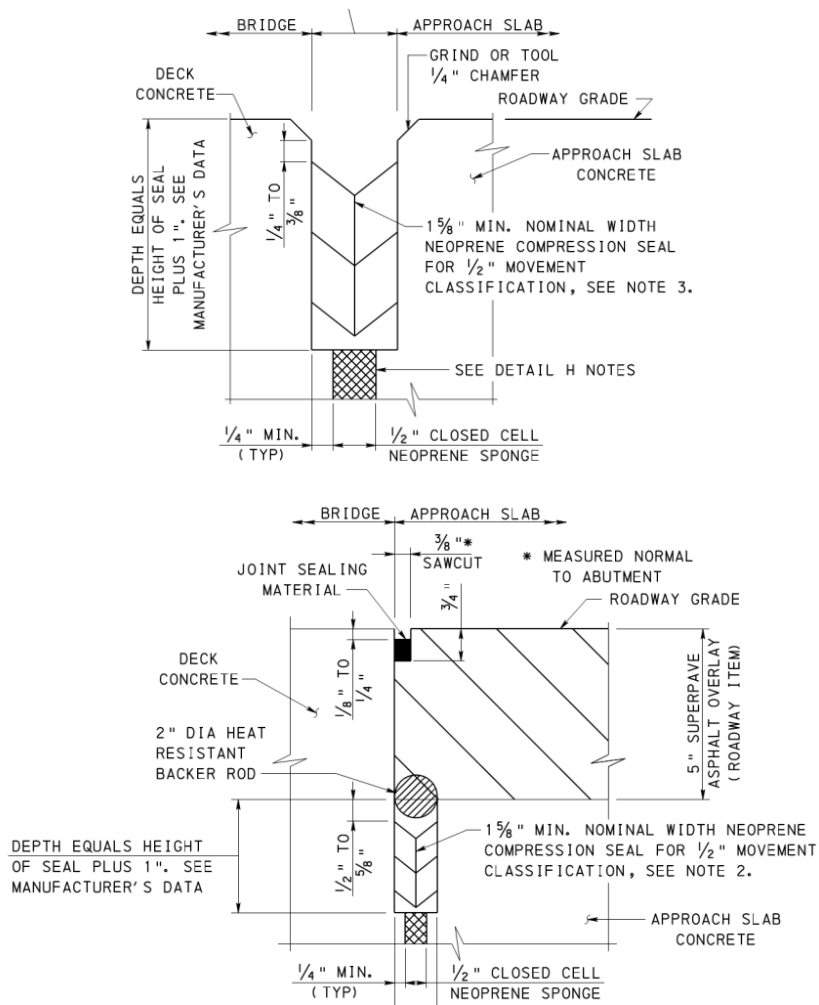 BRIDGE
APPROACH SLAB
GRIND OR TOOL
1/4" CHAMFER
DECK
CONCRETE
ROADWAY GRADE
DEPTH EQUALS
HEIGHT OF SEAL
PLUS 1". SEE
MANUFACTURER'S DATA
1/4" TO
3/8"
APPROACH SLAB
CONCRETE
1 5/8" MIN. NOMINAL WIDTH
NEOPRENE COMPRESSION SEAL
FOR 1/2" MOVEMENT
CLASSIFICATION, SEE NOTE 3.
SEE DETAIL H NOTES
1/4" MIN.
(TYP)
1/2" CLOSED CELL
NEOPRENE SPONGE
BRIDGE
APPROACH SLAB
3/8"*
SAWCUT
* MEASURED NORMAL
TO ABUTMENT
JOINT SEALING
MATERIAL
3/4"
ROADWAY GRADE
DECK
CONCRETE
1/8" TO
1/4"
2" DIA HEAT
RESISTANT
BACKER ROD
5" SUPERPAVE
ASPHALT OVERLAY
(ROADWAY ITEM)
DEPTH EQUALS HEIGHT
OF SEAL PLUS 1". SEE
MANUFACTURER'S DATA
1/2" TO
5/8"
1 5/8" MIN. NOMINAL WIDTH NEOPRENE
COMPRESSION SEAL FOR 1/2" MOVEMENT
CLASSIFICATION, SEE NOTE 2.
APPROACH SLAB
CONCRETE
1/4" MIN.
(TYP)
1/2" CLOSED CELL
NEOPRENE SPONGE